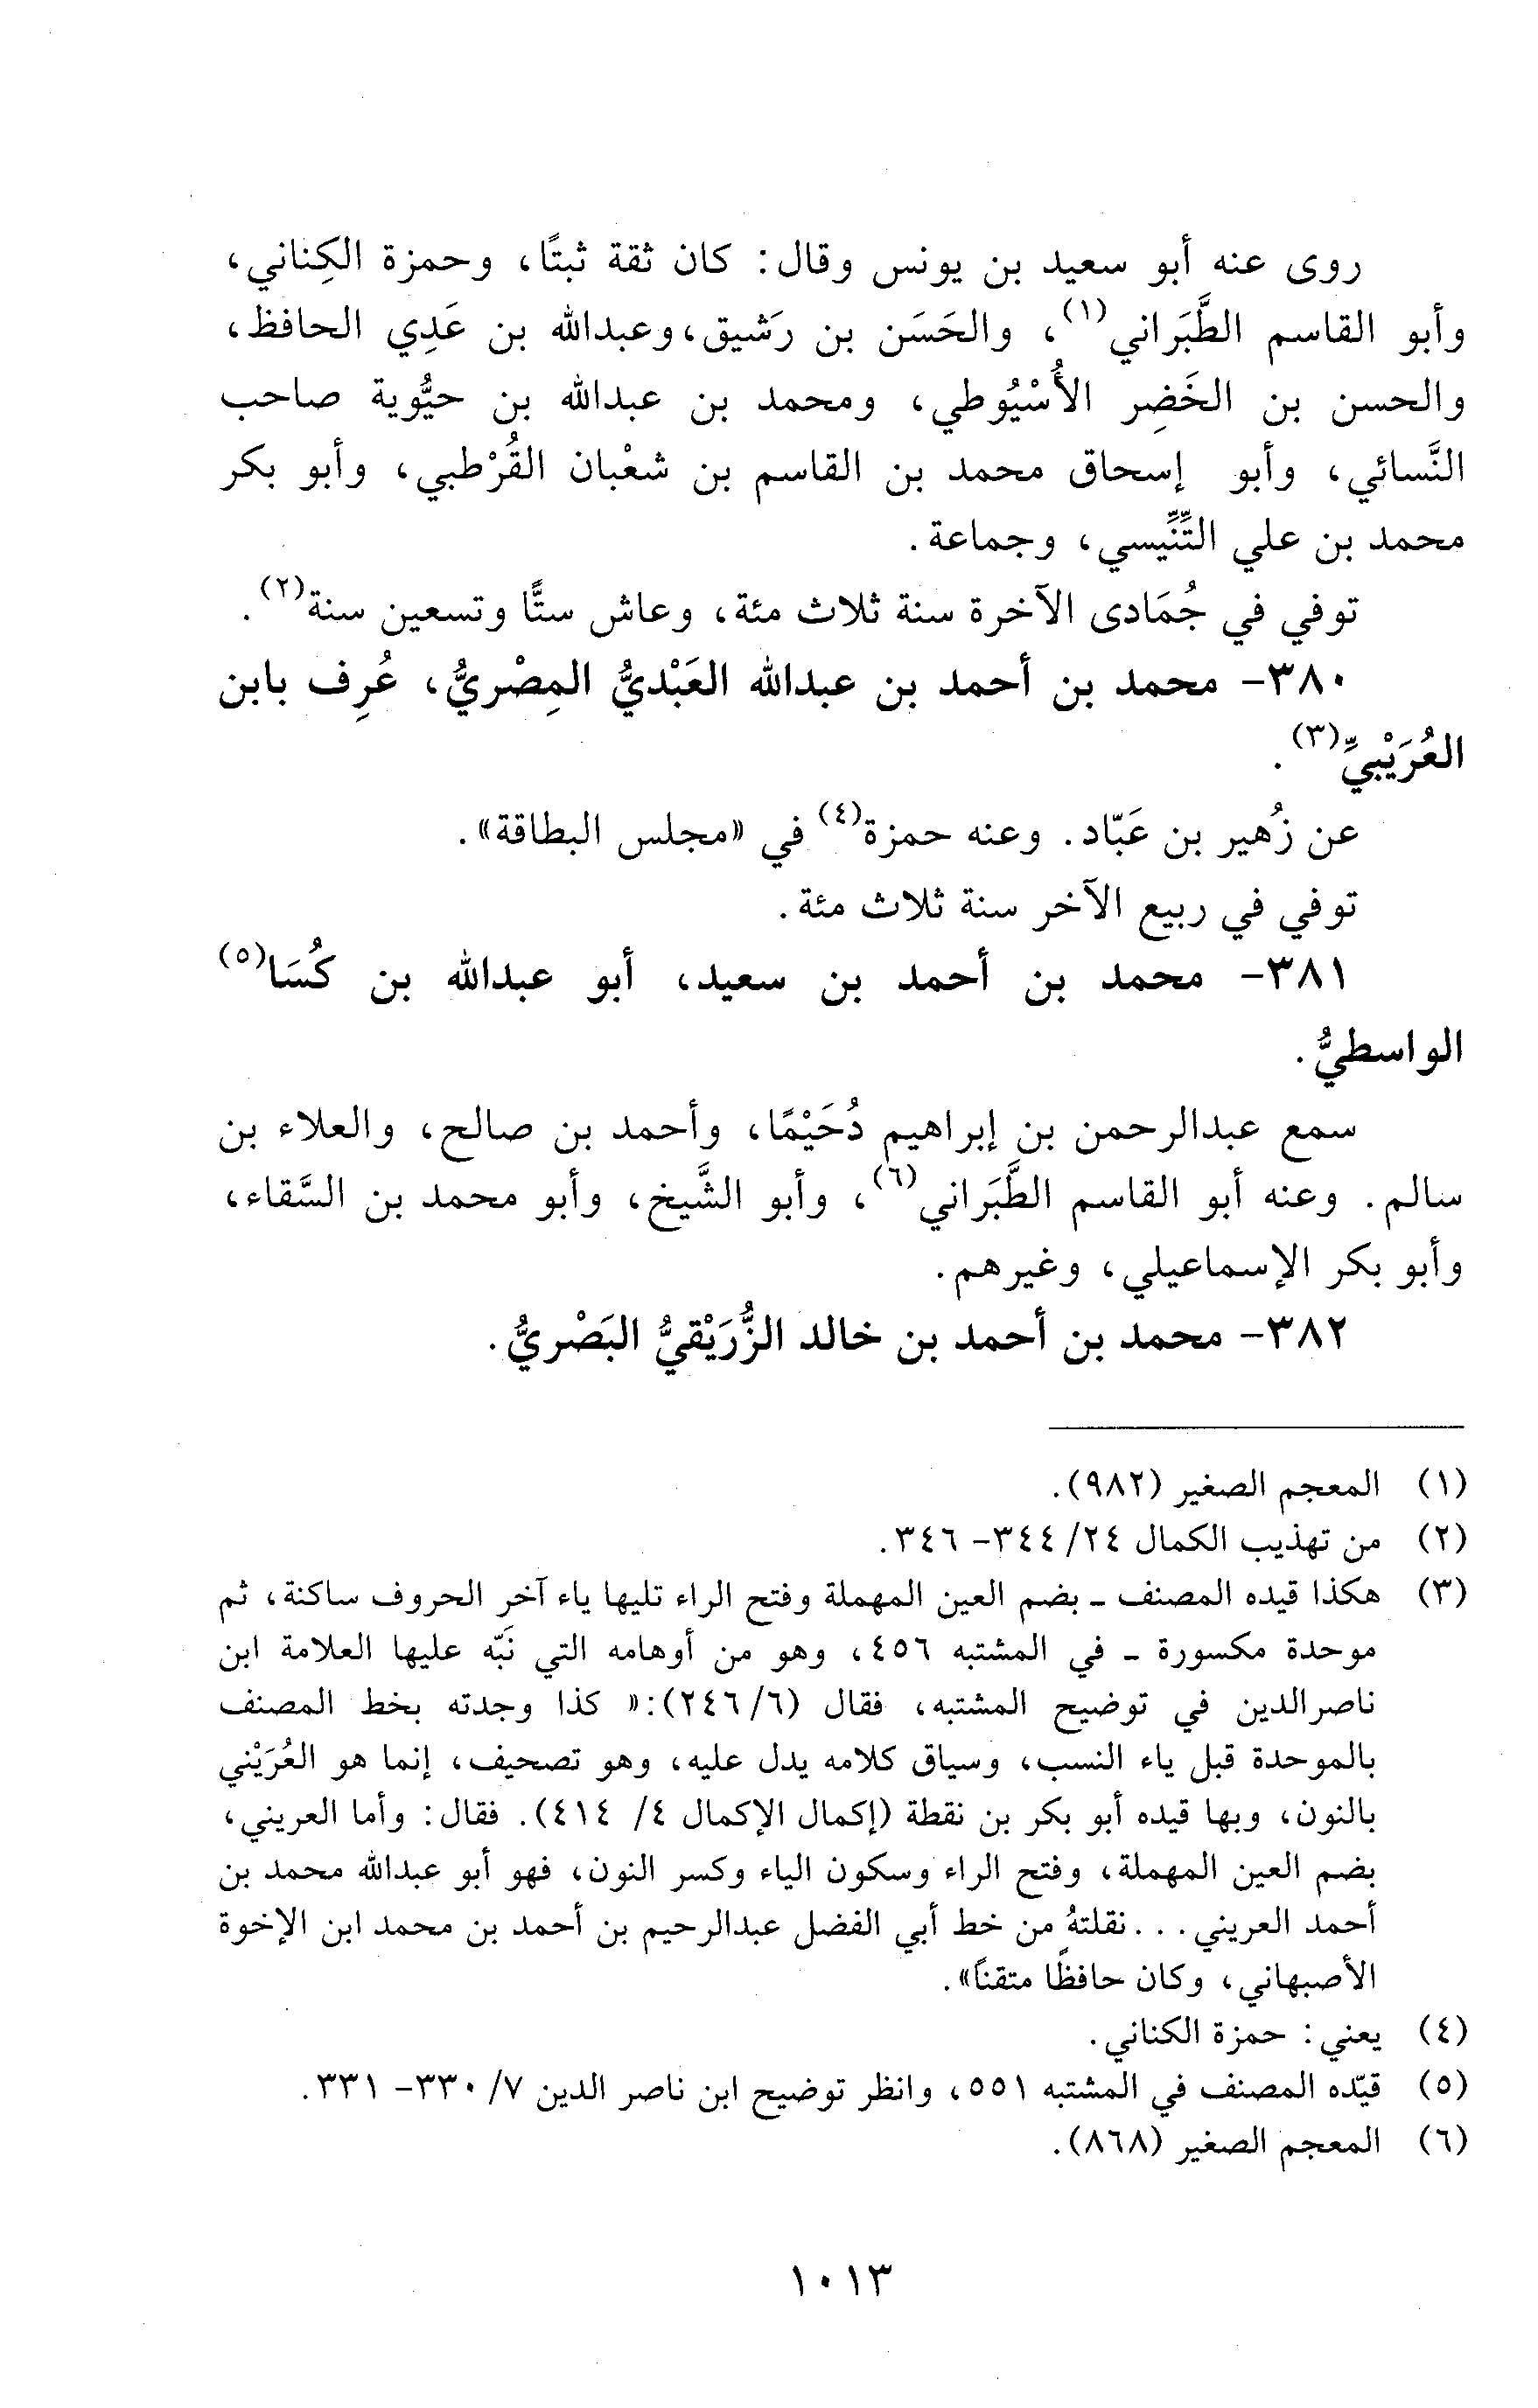 روى عنه أبو سعيد بن يونس وقال: كان ثقة ثبتًا، وحمزة الكِناني،
وأبو القاسم الطَّبَراني(١)، والحَسَن بن رَشيق، وعبدالله بن عَدِي الحافظ،
والحسن بن الخَضِر الأُسْيُوطي، ومحمد بن عبدالله بن حيُّوية صاحب
النَّسائي، وأبو إسحاق محمد بن القاسم بن شعْبان القُرْطبي، وأبو بكر
محمد بن علي التِّنِّيسي، وجماعة.
توفي في جُمَادى الآخرة سنة ثلاث مئة، وعاش ستًّا وتسعين سنة(٢).
٣٨٠- محمد بن أحمد بن عبدالله العَبْديُّ المِصْريُّ، عُرِف بابن
العُرَيْبيِّ(٣).
عن زُهير بن عَبّاد. وعنه حمزة(٤) في «مجلس البطاقة».
توفي في ربيع الآخر سنة ثلاث مئة.
٣٨١- محمد بن أحمد بن سعيد، أبو عبدالله بن كُسَا(٥)
الواسطيُّ.
سمع عبدالرحمن بن إبراهيم دُحَيْمًا، وأحمد بن صالح، والعلاء بن
سالم. وعنه أبو القاسم الطَّبَراني(٦)، وأبو الشَّيخ، وأبو محمد بن السَّقاء،
وأبو بكر الإسماعيلي، وغيرهم.
٣٨٢- محمد بن أحمد بن خالد الزُّرَيْقيُّ البَصْريُّ.
(١) المعجم الصغير (٩٨٢).
(٢) من تهذيب الكمال ٢٤/ ٣٤٤- ٣٤٦.
(٣) هكذا قيده المصنف ـ بضم العين المهملة وفتح الراء تليها ياء آخر الحروف ساكنة، ثم
موحدة مكسورة ـ في المشتبه ٤٥٦، وهو من أوهامه التي نَبّه عليها العلامة ابن
ناصرالدين في توضيح المشتبه، فقال (٦/ ٢٤٦):« كذا وجدته بخط المصنف
بالموحدة قبل ياء النسب، وسياق كلامه يدل عليه، وهو تصحيف، إنما هو العُرَيْني
بالنون، وبها قيده أبو بكر بن نقطة (إكمال الإكمال ٤/ ٤١٤). فقال: وأما العريني،
بضم العين المهملة، وفتح الراء وسكون الياء وكسر النون، فهو أبو عبدالله محمد بن
أحمد العريني. . .نقلتهُ من خط أبي الفضل عبدالرحيم بن أحمد بن محمد ابن الإخوة
الأصبهاني، وكان حافظًا متقنًا».
(٤) يعني: حمزة الكناني.
(٥) قيّده المصنف في المشتبه ٥٥١، وانظر توضيح ابن ناصر الدين ٧/ ٣٣٠- ٣٣١.
(٦) المعجم الصغير (٨٦٨).
١٠١٣